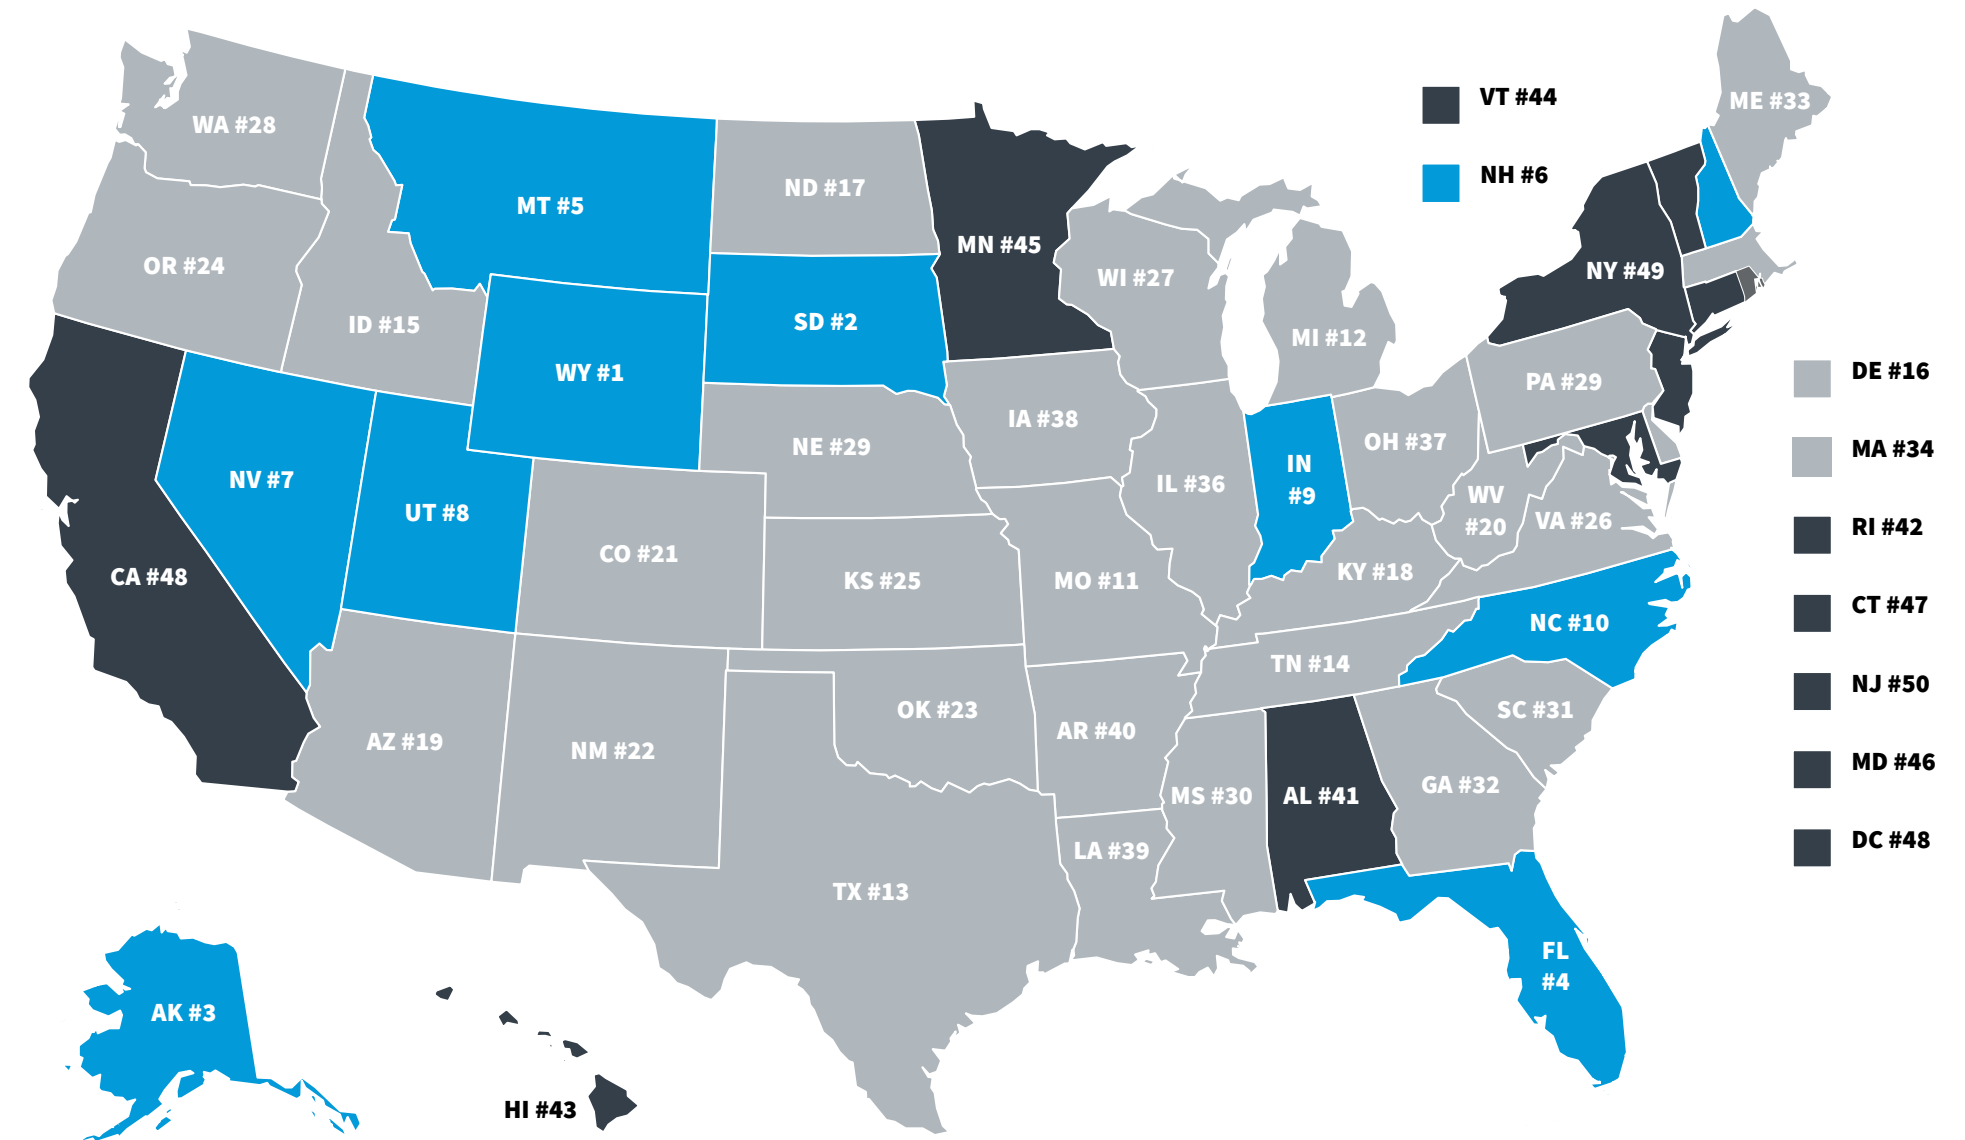 ME #33
VT #44
WA #28
NH #6
ND #17
MT #5
MN #45
OR #24
NY #49
WI #27
ID #15
SD #2
MI #12
WY #1
DE #16
PA #29
IA #38
OH #37
NE #29
MA #34
IN
#9
NV #7
IL #36
WV
#20
UT #8
VA #26
RI #42
CO #21
KY #18
CA #48
KS #25
MO #11
CT #47
NC #10
TN #14
NJ #50
OK #23
SC #31
AR #40
AZ #19
NM #22
MD #46
GA #32
MS #30
AL #41
DC #48
LA #39
TX #13
FL
#4
AK #3
HI #43